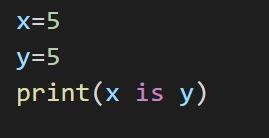 x=5
y=5
print(x is y)